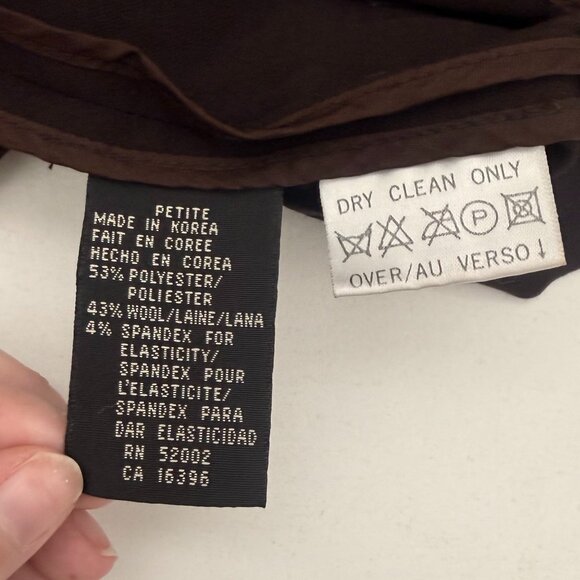 PETITE
MADE IN KOREA
FAIT EN COREE
HECHO EN COREA
53% POLYESTER/
POLIESTER
43% WOOL/LAINE/LANA
4% SPANDEX FOR
ELASTICITY/
SPANDEX POUR
L'ELASTICITE/
SPANDEX PARA
DAR ELASTICIDAD
RN 52002
CA 16396
DRY CLEAN ONLY
P
OVER/AU VERSO↓